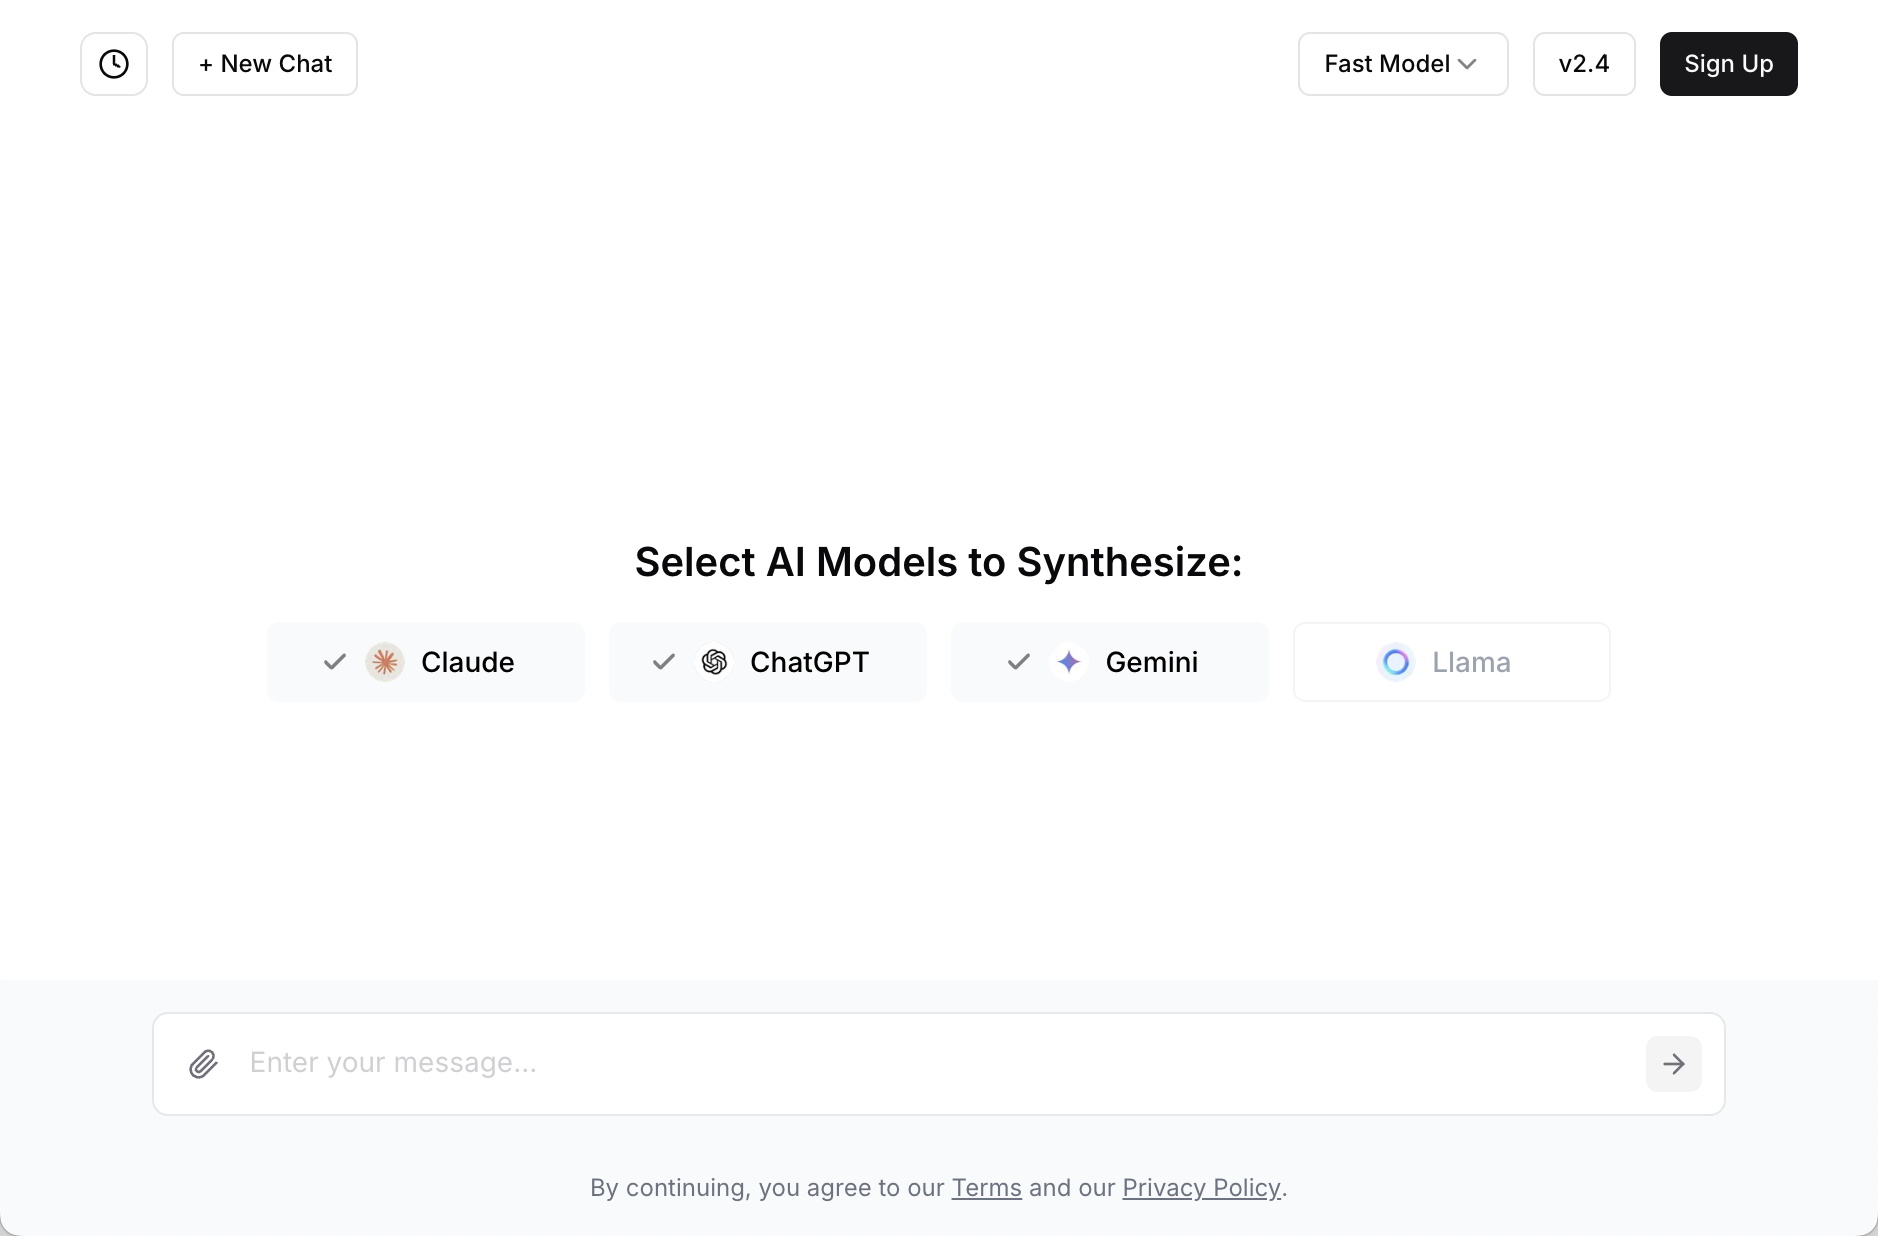 + New Chat
Fast Model
v2.4
Sign Up
Select AI Models to Synthesize:
Claude
ChatGPT
Gemini
Llama
Enter your message...
By continuing, you agree to our Terms and our Privacy Policy.